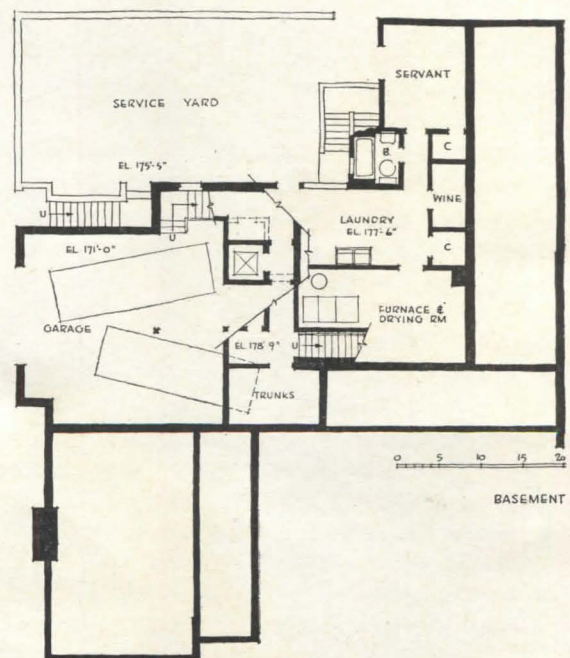 SERVANT
SERVICE YARD
EL 175'-5"
B.
C
WINE
U
U
LAUNDRY
EL 177'-6"
C
EL 171'-0"
FURNACE &
DRYING RM
GARAGE
EL 178'9"
U
TRUNKS
0 5 10 15 20
BASEMENT